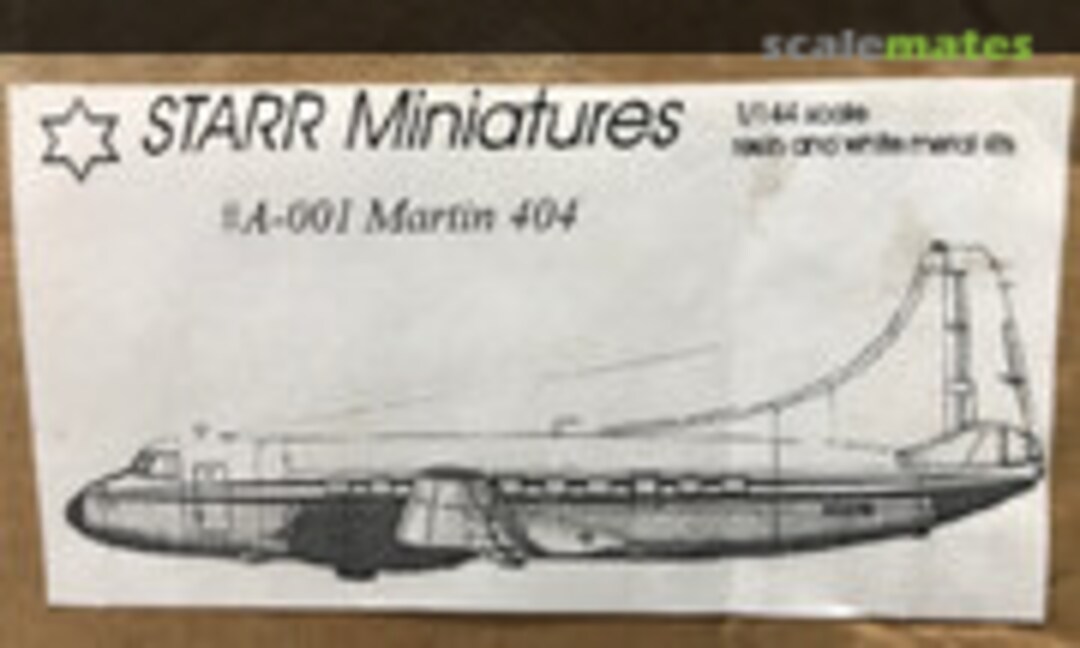 scalemates
STARR Miniatures
1/144 scale
resin and white metal kits
#A-001 Martin 404